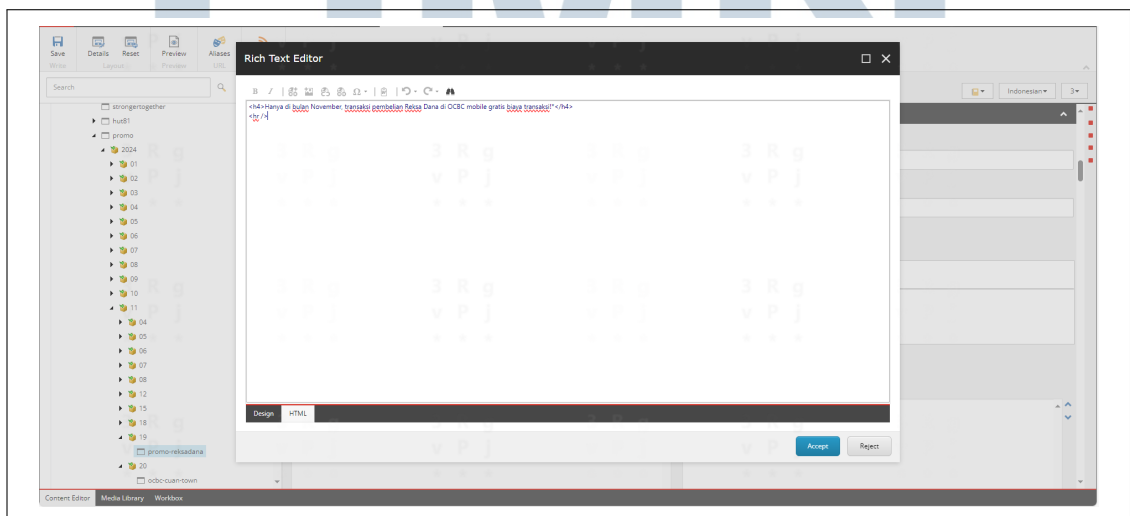 Save
Details
Reset
Preview
Aliases
Write
Layout
Preview
URL
Rich Text Editor
Search
Indonesian
3
strongertogether
hut81
promo
2024
01
02
03
04
05
06
07
08
09
10
11
04
05
06
07
08
12
15
18
19
promo-reksadana
20
ocbc-cuan-town
B I Ω
<h4>Hanya di bulan November, transaksi pembelian Reksa Dana di OCBC mobile gratis biaya transaksi!"</h4>
<hr />
Design HTML
Accept Reject
Content Editor Media Library Workbox
3 R g
v P j